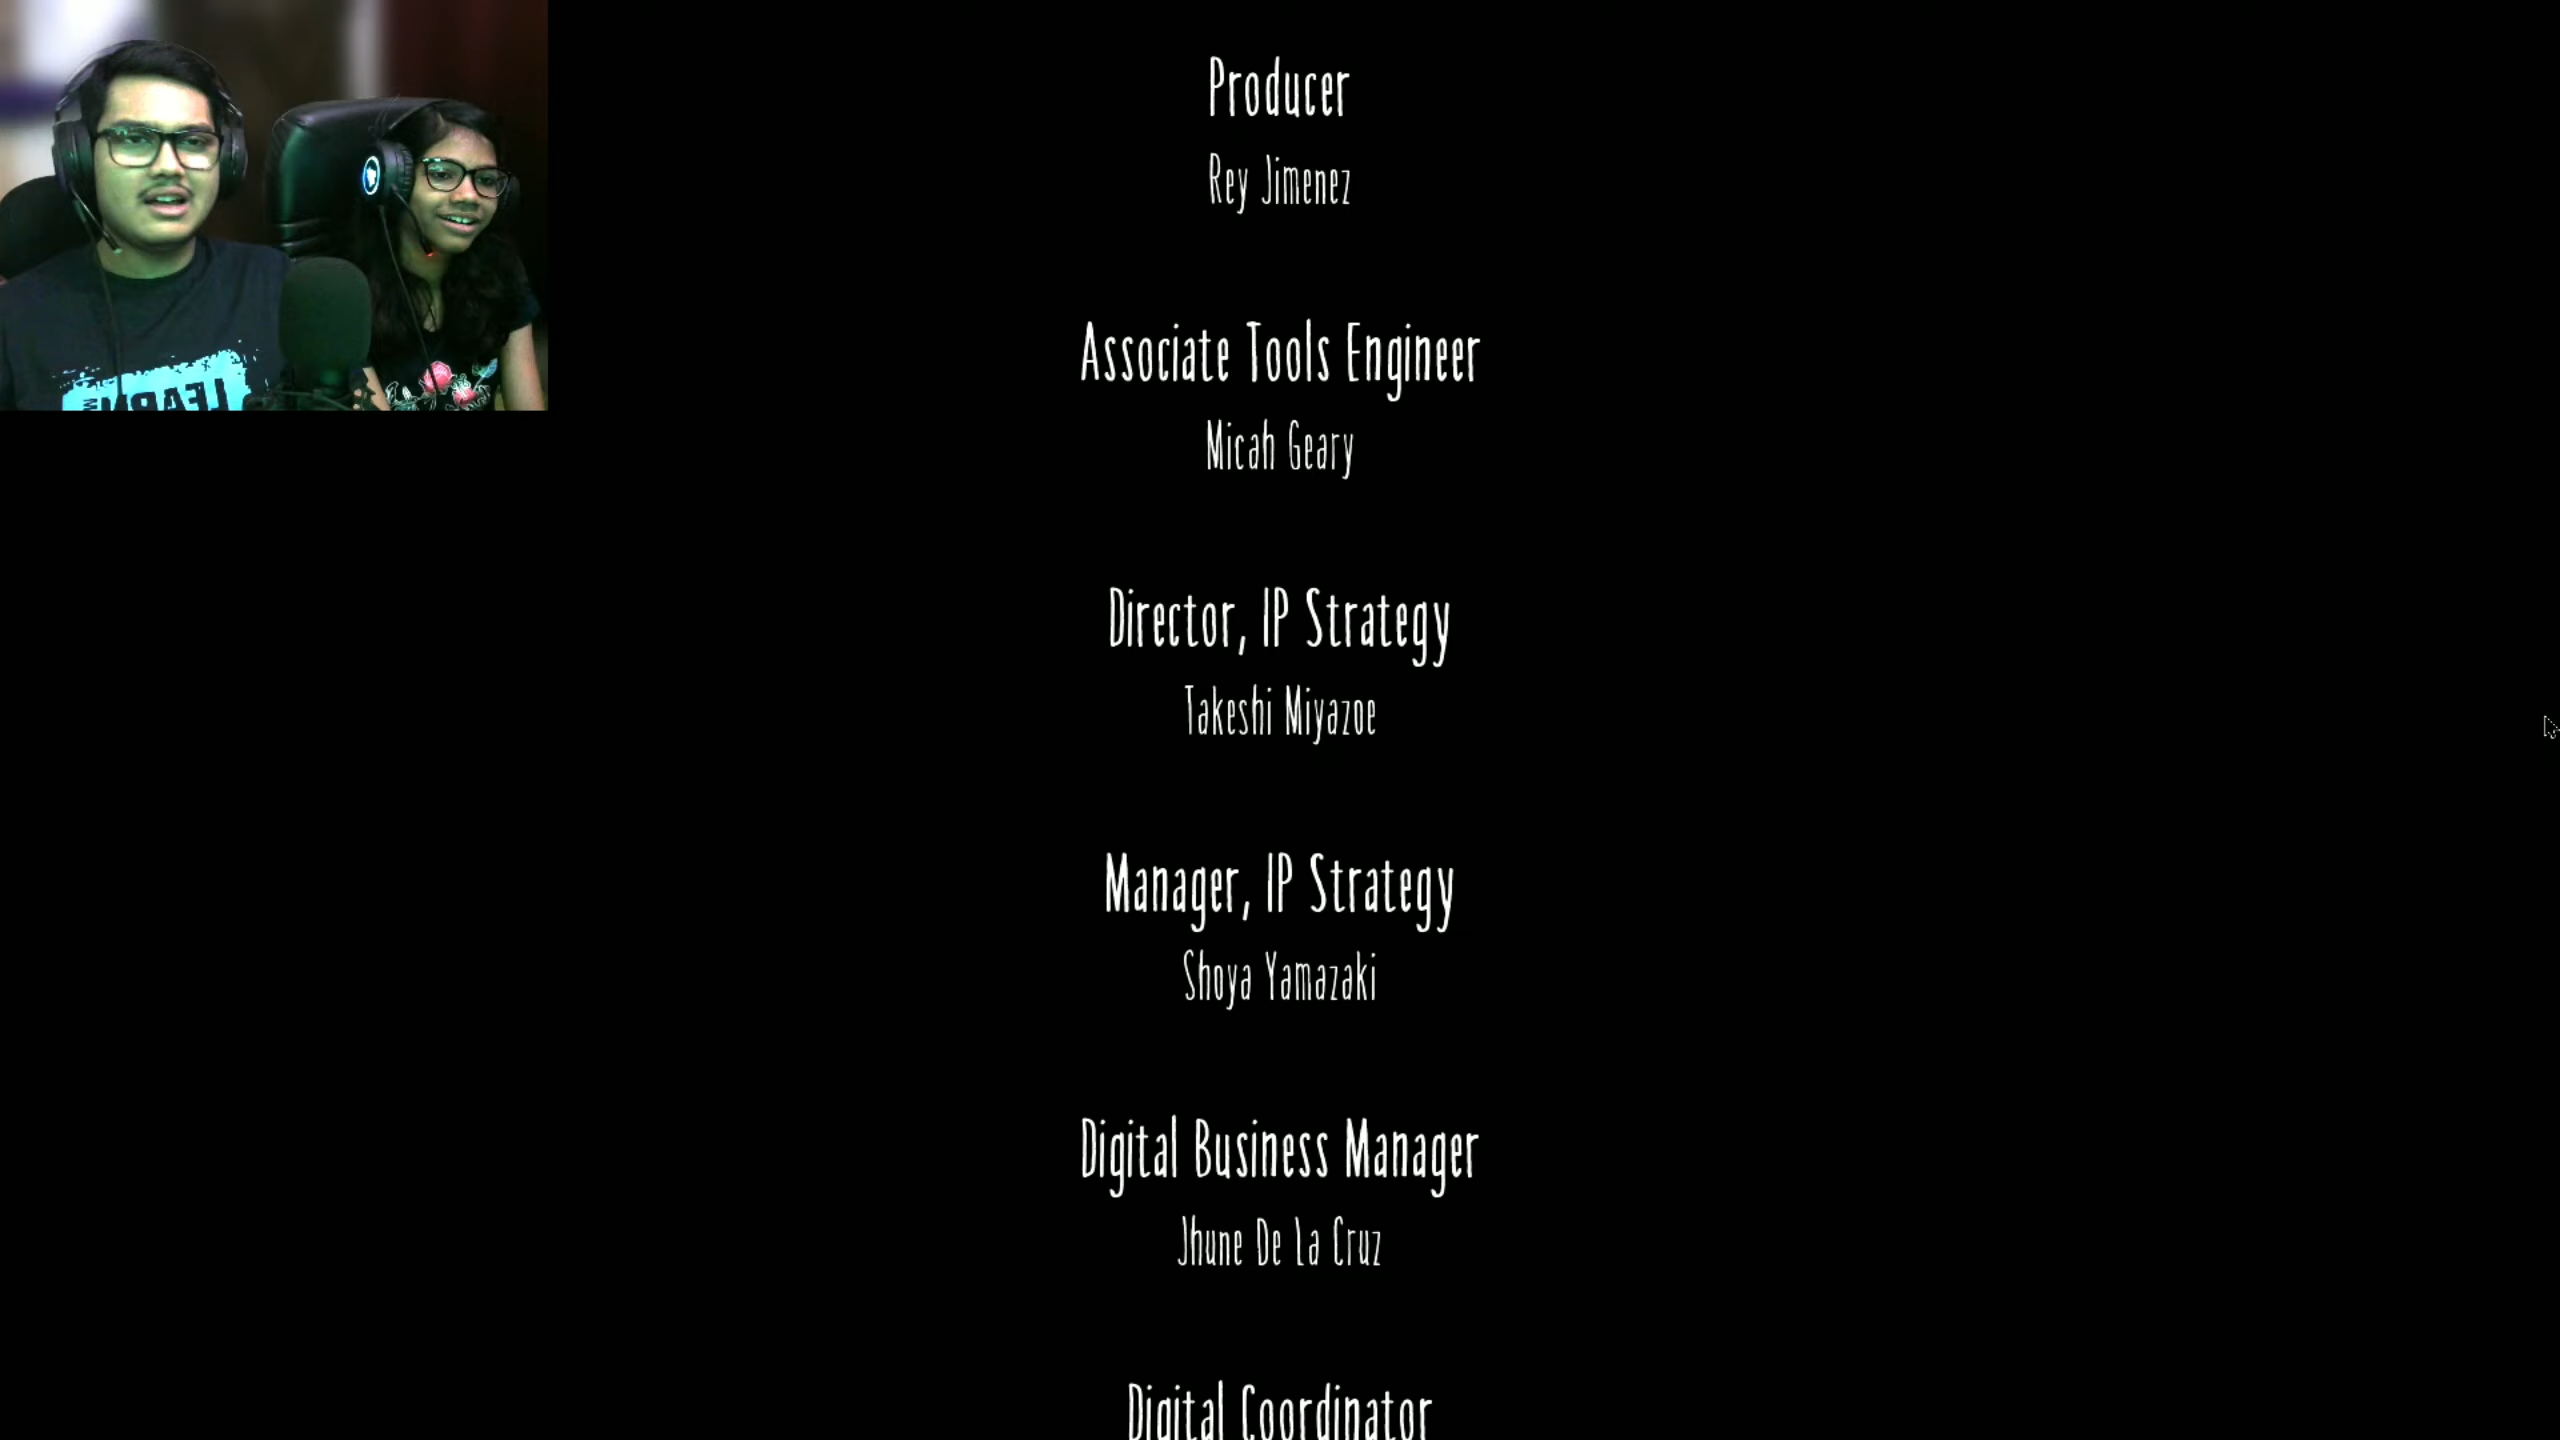 Producer
Rey Jimenez
Associate Tools Engineer
Micah Geary
Director, IP Strategy
Takeshi Miyazoe
Manager, IP Strategy
Shoya Yamazaki
Digital Business Manager
Jhune De La Cruz
Digital Coordinator
LEARN